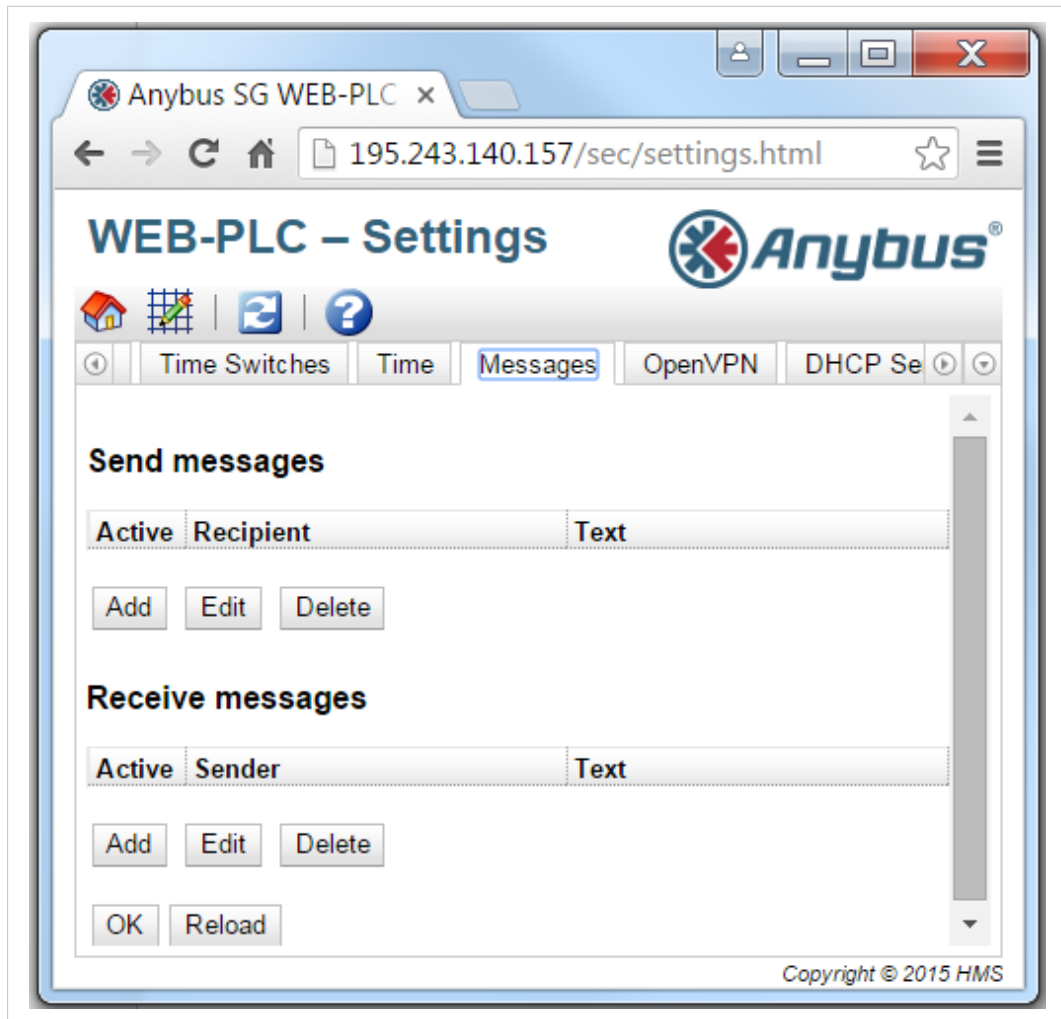 Anybus SG WEB-PLC
195.243.140.157/sec/settings.html
WEB-PLC – Settings
Anybus®
Time Switches Time Messages OpenVPN DHCP Se
Send messages
Active Recipient Text
Add Edit Delete
Receive messages
Active Sender Text
Add Edit Delete
OK Reload
Copyright © 2015 HMS